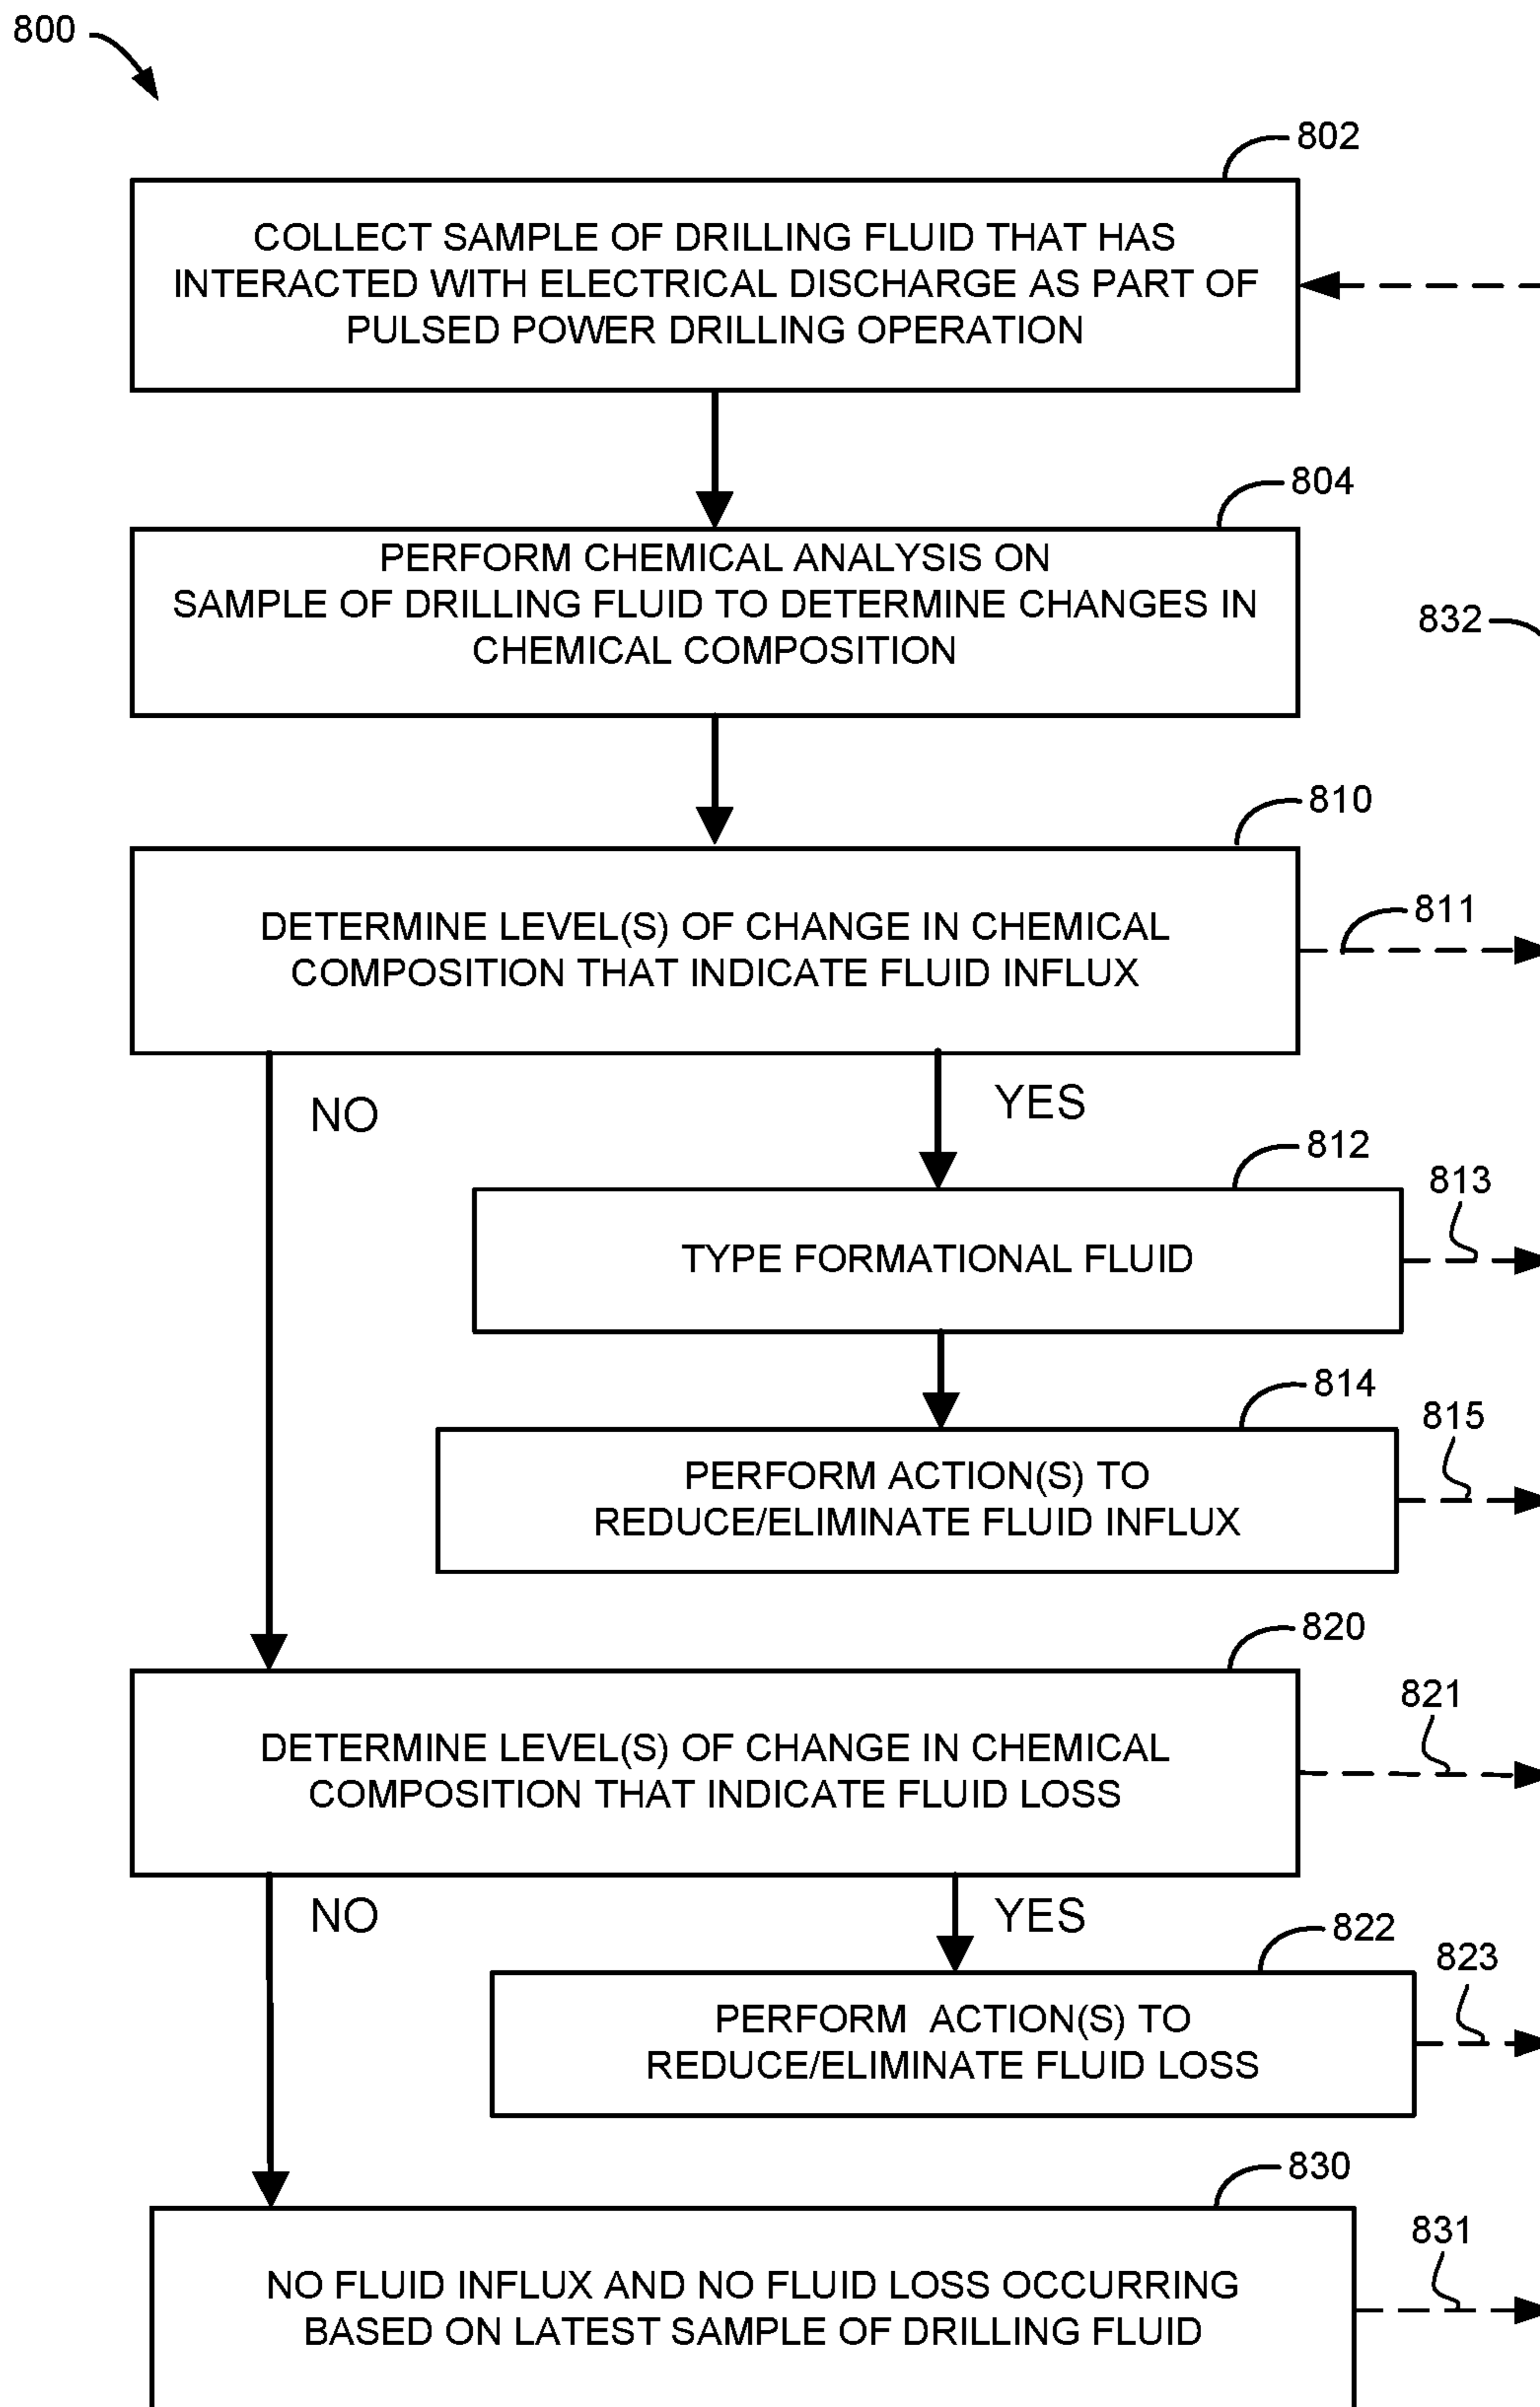 800
802
COLLECT SAMPLE OF DRILLING FLUID THAT HAS
INTERACTED WITH ELECTRICAL DISCHARGE AS PART OF
PULSED POWER DRILLING OPERATION
804
PERFORM CHEMICAL ANALYSIS ON
SAMPLE OF DRILLING FLUID TO DETERMINE CHANGES IN
CHEMICAL COMPOSITION
832
810
DETERMINE LEVEL(S) OF CHANGE IN CHEMICAL
COMPOSITION THAT INDICATE FLUID INFLUX
811
NO
YES
812
TYPE FORMATIONAL FLUID
813
814
PERFORM ACTION(S) TO
REDUCE/ELIMINATE FLUID INFLUX
815
820
DETERMINE LEVEL(S) OF CHANGE IN CHEMICAL
COMPOSITION THAT INDICATE FLUID LOSS
821
NO
YES
822
PERFORM ACTION(S) TO
REDUCE/ELIMINATE FLUID LOSS
823
830
NO FLUID INFLUX AND NO FLUID LOSS OCCURRING
BASED ON LATEST SAMPLE OF DRILLING FLUID
831